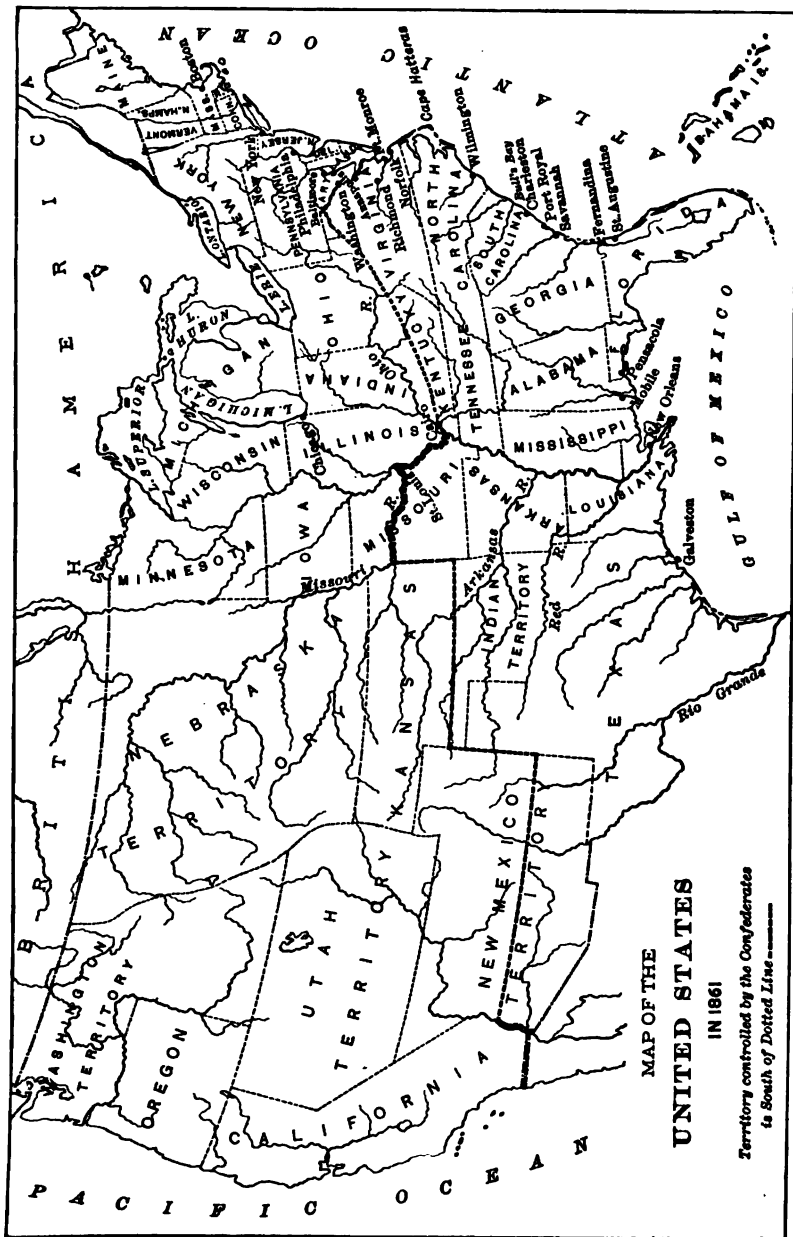 MAP OF THE
UNITED STATES
IN 1861
Territory controlled by the Confederates
is South of Dotted Line
BRITISH AMERICA
PACIFIC OCEAN
ATLANTIC OCEAN
GULF OF MEXICO
BAHAMA IS.
WASHINGTON
TERRITORY
OREGON
CALIFORNIA
UTAH
TERRITORY
NEW MEXICO
TERRITORY
NEBRASKA
TERRITORY
KANSAS
INDIAN
TERRITORY
TEXAS
Rio Grande
Red R.
Arkansas R.
Missouri R.
MINNESOTA
IOWA
MISSOURI
St. Louis
ARKANSAS
LOUISIANA
Galveston
New Orleans
L. SUPERIOR
WISCONSIN
MICHIGAN
L. MICHIGAN
L. HURON
L. ERIE
L. ONTARIO
Chicago
ILLINOIS
Cairo
INDIANA
OHIO
Ohio R.
KENTUCKY
TENNESSEE
MISSISSIPPI
ALABAMA
Mobile
Pensacola
GEORGIA
FLORIDA
SOUTH
CAROLINA
NORTH
CAROLINA
VIRGINIA
Richmond
Norfolk
Ft. Monroe
Cape Hatteras
Wilmington
Bull's Bay
Charleston
Port Royal
Savannah
Fernandina
St. Augustine
Washington
Annapolis
Baltimore
Philadelphia
PENNSYLVANIA
New York
NEW YORK
N. JERSEY
CONN.
MASS.
Boston
VERMONT
N. HAMPS.
MAINE